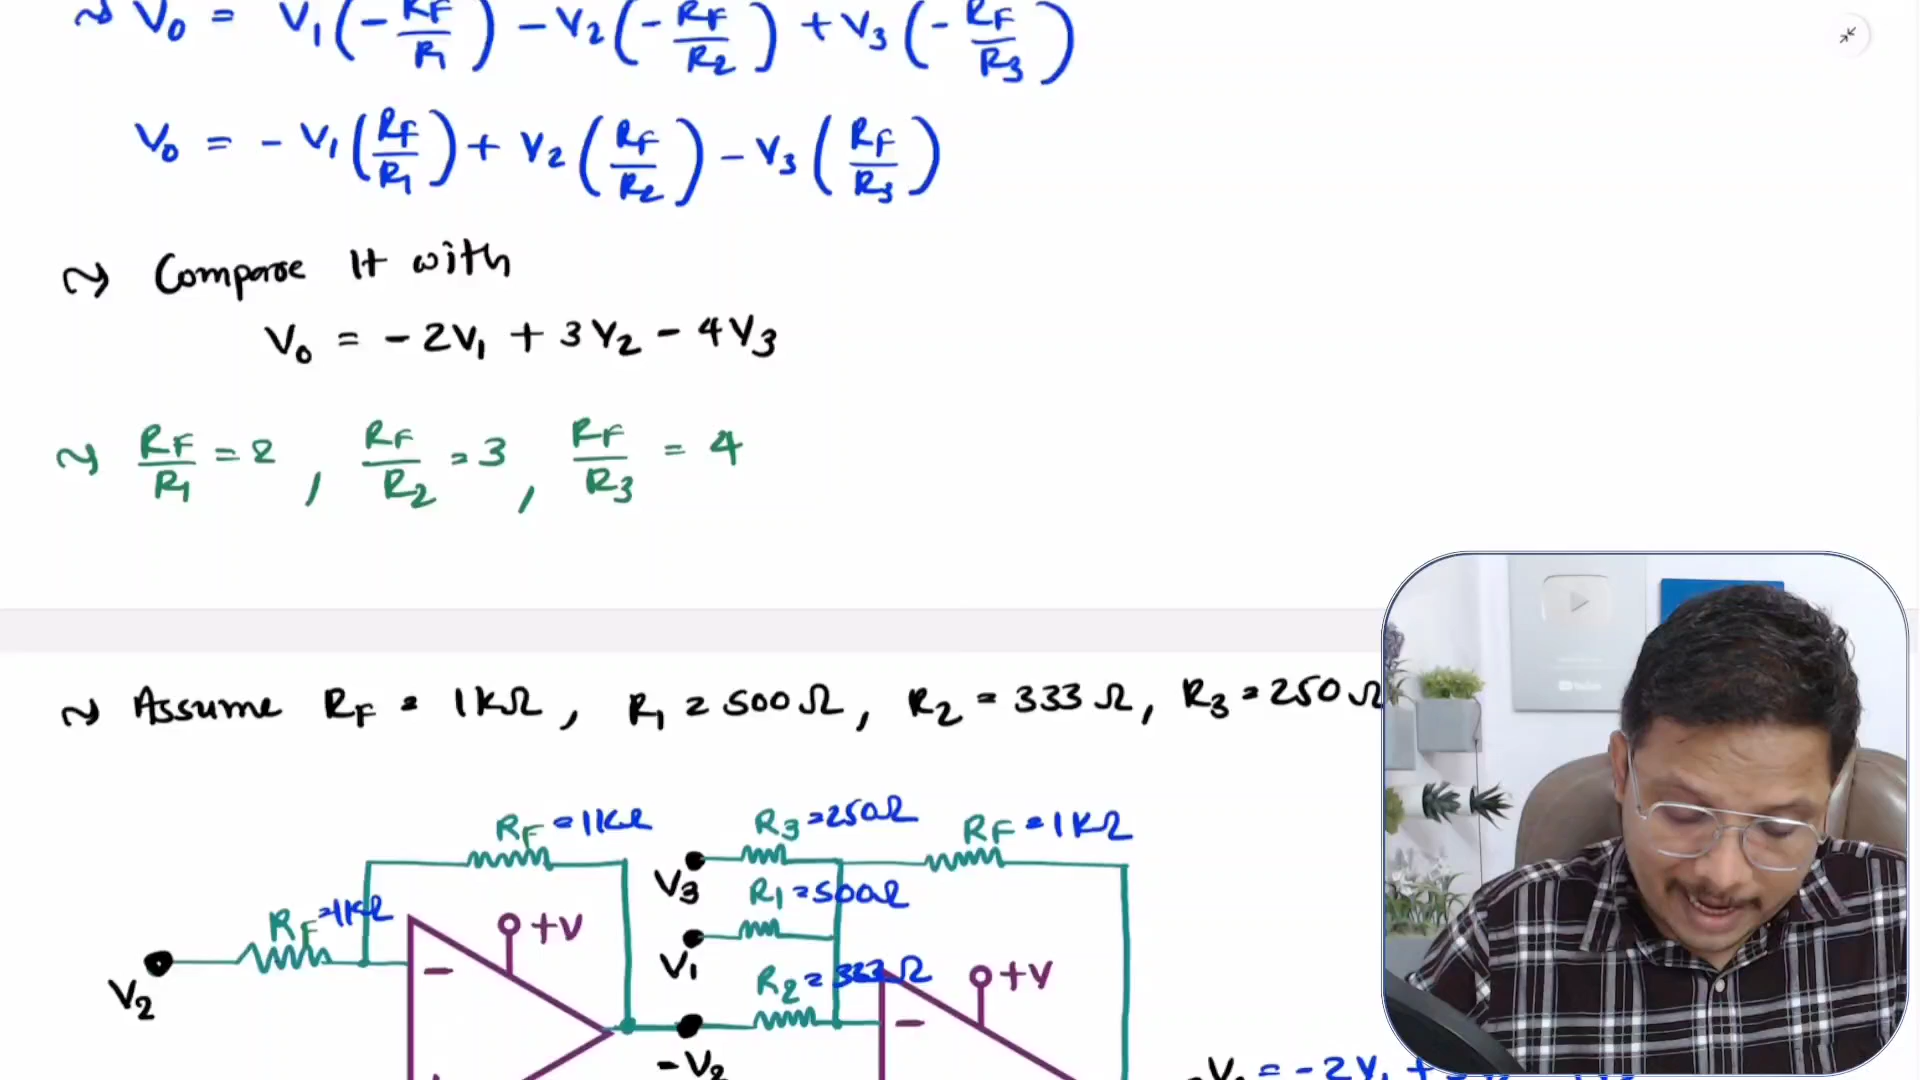 ~> V0 = V1(-RF/R1) - V2(-RF/R2) + V3(-RF/R3)
V0 = - V1(RF/R1) + V2(RF/R2) - V3(RF/R3)
~> Compare It with
V0 = - 2V1 + 3V2 - 4V3
~> RF/R1 = 2 , RF/R2 = 3 , RF/R3 = 4
~> Assume RF = 1kΩ , R1 = 500Ω , R2 = 333Ω , R3 = 250Ω
RF = 1kΩ
R3 = 250Ω
RF = 1kΩ
V3
R1 = 500Ω
RF = 1kΩ
+V
V1
R2 = 333Ω
+V
V2
-
-
-V2
= -2V1 +